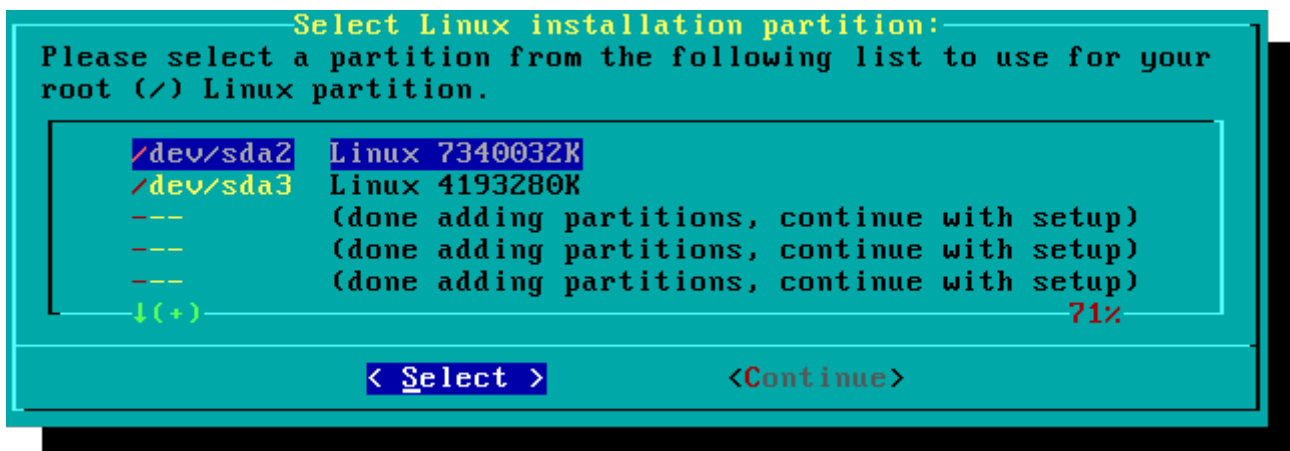 Select Linux installation partition:
Please select a partition from the following list to use for your
root (/) Linux partition.
/dev/sda2 Linux 7340032K
/dev/sda3 Linux 4193280K
--- (done adding partitions, continue with setup)
--- (done adding partitions, continue with setup)
--- (done adding partitions, continue with setup)
↓(+) 71%
< Select > <Continue>